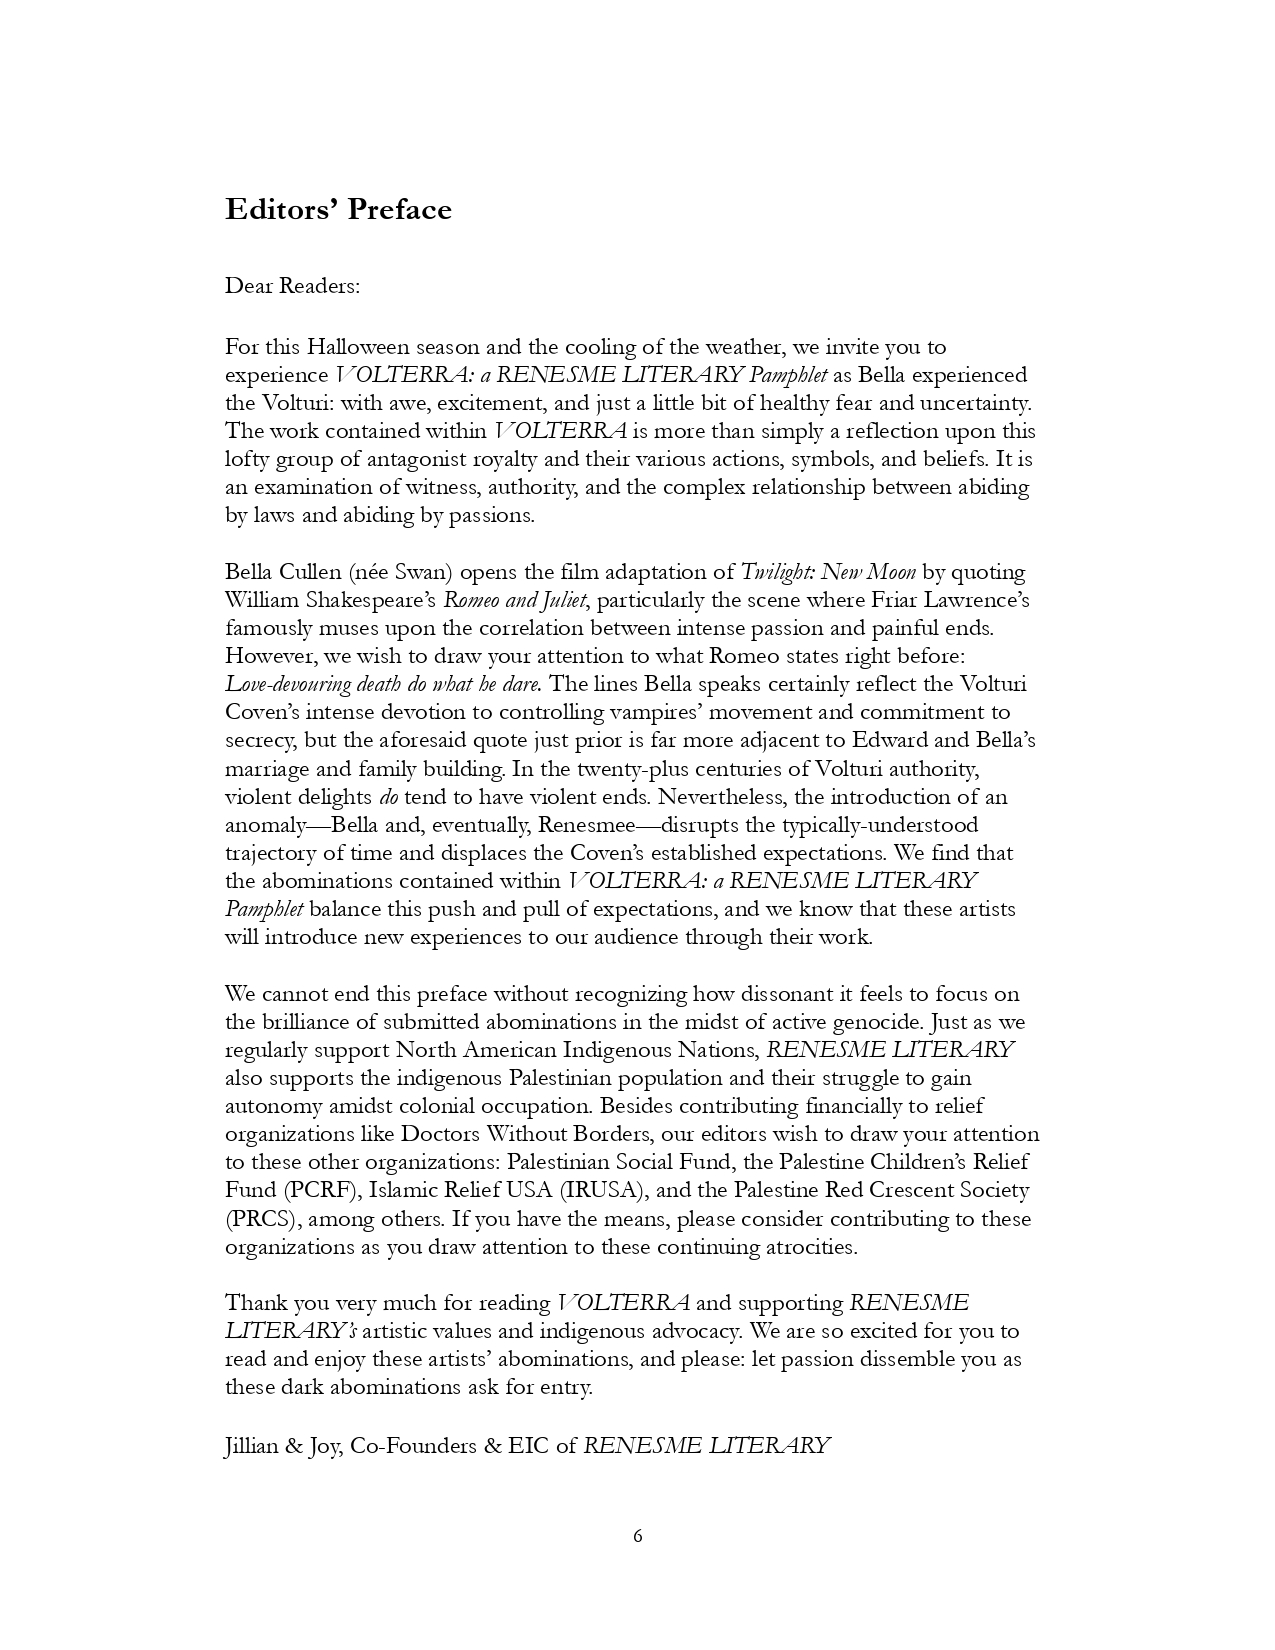 Editors’ Preface
Dear Readers:
For this Halloween season and the cooling of the weather, we invite you to
experience VOLTERRA: a RENESME LITERARY Pamphlet as Bella experienced
the Volturi: with awe, excitement, and just a little bit of healthy fear and uncertainty.
The work contained within VOLTERRA is more than simply a reflection upon this
lofty group of antagonist royalty and their various actions, symbols, and beliefs. It is
an examination of witness, authority, and the complex relationship between abiding
by laws and abiding by passions.
Bella Cullen (née Swan) opens the film adaptation of Twilight: New Moon by quoting
William Shakespeare’s Romeo and Juliet, particularly the scene where Friar Lawrence’s
famously muses upon the correlation between intense passion and painful ends.
However, we wish to draw your attention to what Romeo states right before:
Love-devouring death do what he dare. The lines Bella speaks certainly reflect the Volturi
Coven’s intense devotion to controlling vampires’ movement and commitment to
secrecy, but the aforesaid quote just prior is far more adjacent to Edward and Bella’s
marriage and family building. In the twenty-plus centuries of Volturi authority,
violent delights do tend to have violent ends. Nevertheless, the introduction of an
anomaly—Bella and, eventually, Renesmee—disrupts the typically-understood
trajectory of time and displaces the Coven’s established expectations. We find that
the abominations contained within VOLTERRA: a RENESME LITERARY
Pamphlet balance this push and pull of expectations, and we know that these artists
will introduce new experiences to our audience through their work.
We cannot end this preface without recognizing how dissonant it feels to focus on
the brilliance of submitted abominations in the midst of active genocide. Just as we
regularly support North American Indigenous Nations, RENESME LITERARY
also supports the indigenous Palestinian population and their struggle to gain
autonomy amidst colonial occupation. Besides contributing financially to relief
organizations like Doctors Without Borders, our editors wish to draw your attention
to these other organizations: Palestinian Social Fund, the Palestine Children’s Relief
Fund (PCRF), Islamic Relief USA (IRUSA), and the Palestine Red Crescent Society
(PRCS), among others. If you have the means, please consider contributing to these
organizations as you draw attention to these continuing atrocities.
Thank you very much for reading VOLTERRA and supporting RENESME
LITERARY’s artistic values and indigenous advocacy. We are so excited for you to
read and enjoy these artists’ abominations, and please: let passion dissemble you as
these dark abominations ask for entry.
Jillian & Joy, Co-Founders & EIC of RENESME LITERARY
6